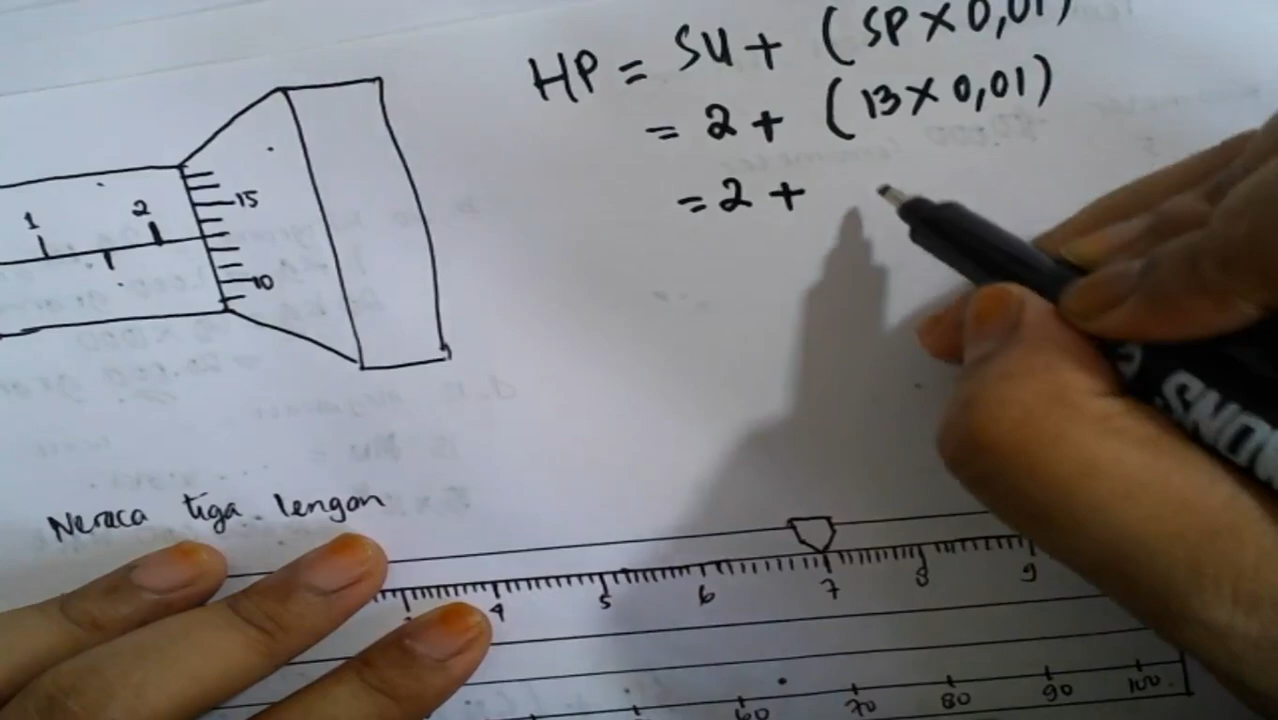 HP = SU + (SP × 0,01)
= 2 + (13 × 0,01)
= 2 +
1 2
15
10
Neraca tiga lengan
4 5 6 7 8 9
60 70 80 90 100
SNOWMAN